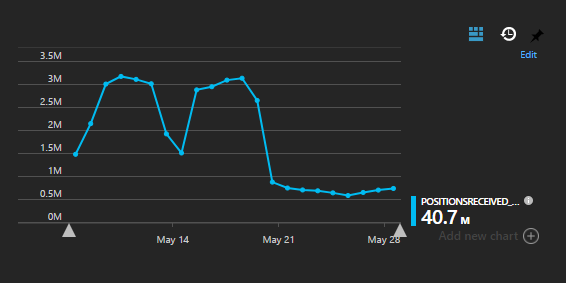 Edit
3.5M
3M
2.5M
2M
1.5M
1M
0.5M
0M
May 14 May 21 May 28
POSITIONSRECEIVED_...
40.7 M
Add new chart